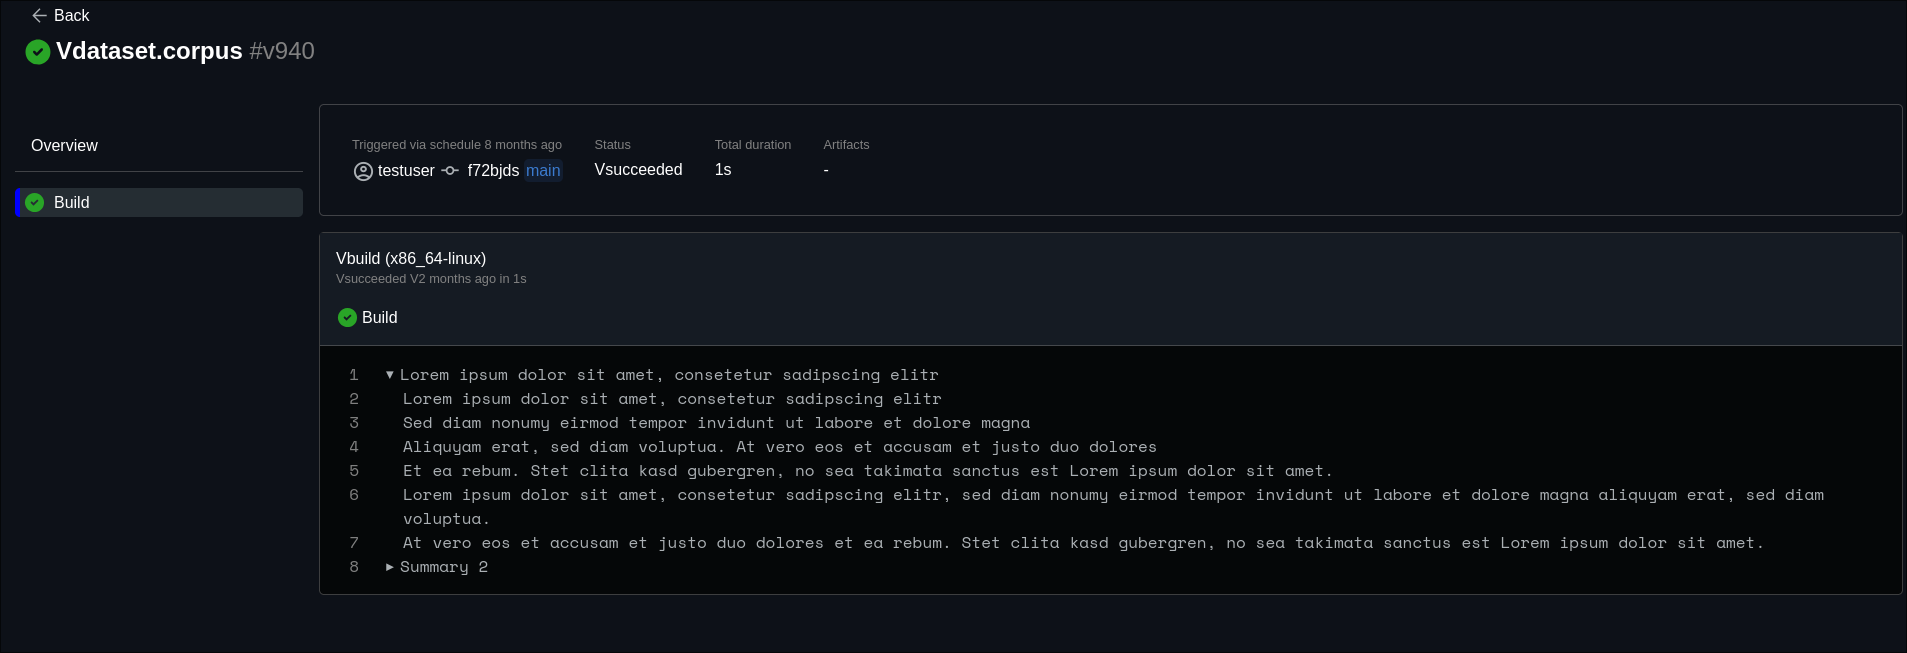 Back
Vdataset.corpus #v940
Overview
Build
Triggered via schedule 8 months ago
testuser f72bjds main
Status
Vsucceeded
Total duration
1s
Artifacts
-
Vbuild (x86_64-linux)
Vsucceeded V2 months ago in 1s
Build
1 ▼ Lorem ipsum dolor sit amet, consetetur sadipscing elitr
2 Lorem ipsum dolor sit amet, consetetur sadipscing elitr
3 Sed diam nonumy eirmod tempor invidunt ut labore et dolore magna
4 Aliquyam erat, sed diam voluptua. At vero eos et accusam et justo duo dolores
5 Et ea rebum. Stet clita kasd gubergren, no sea takimata sanctus est Lorem ipsum dolor sit amet.
6 Lorem ipsum dolor sit amet, consetetur sadipscing elitr, sed diam nonumy eirmod tempor invidunt ut labore et dolore magna aliquyam erat, sed diam
voluptua.
7 At vero eos et accusam et justo duo dolores et ea rebum. Stet clita kasd gubergren, no sea takimata sanctus est Lorem ipsum dolor sit amet.
8 ▶ Summary 2